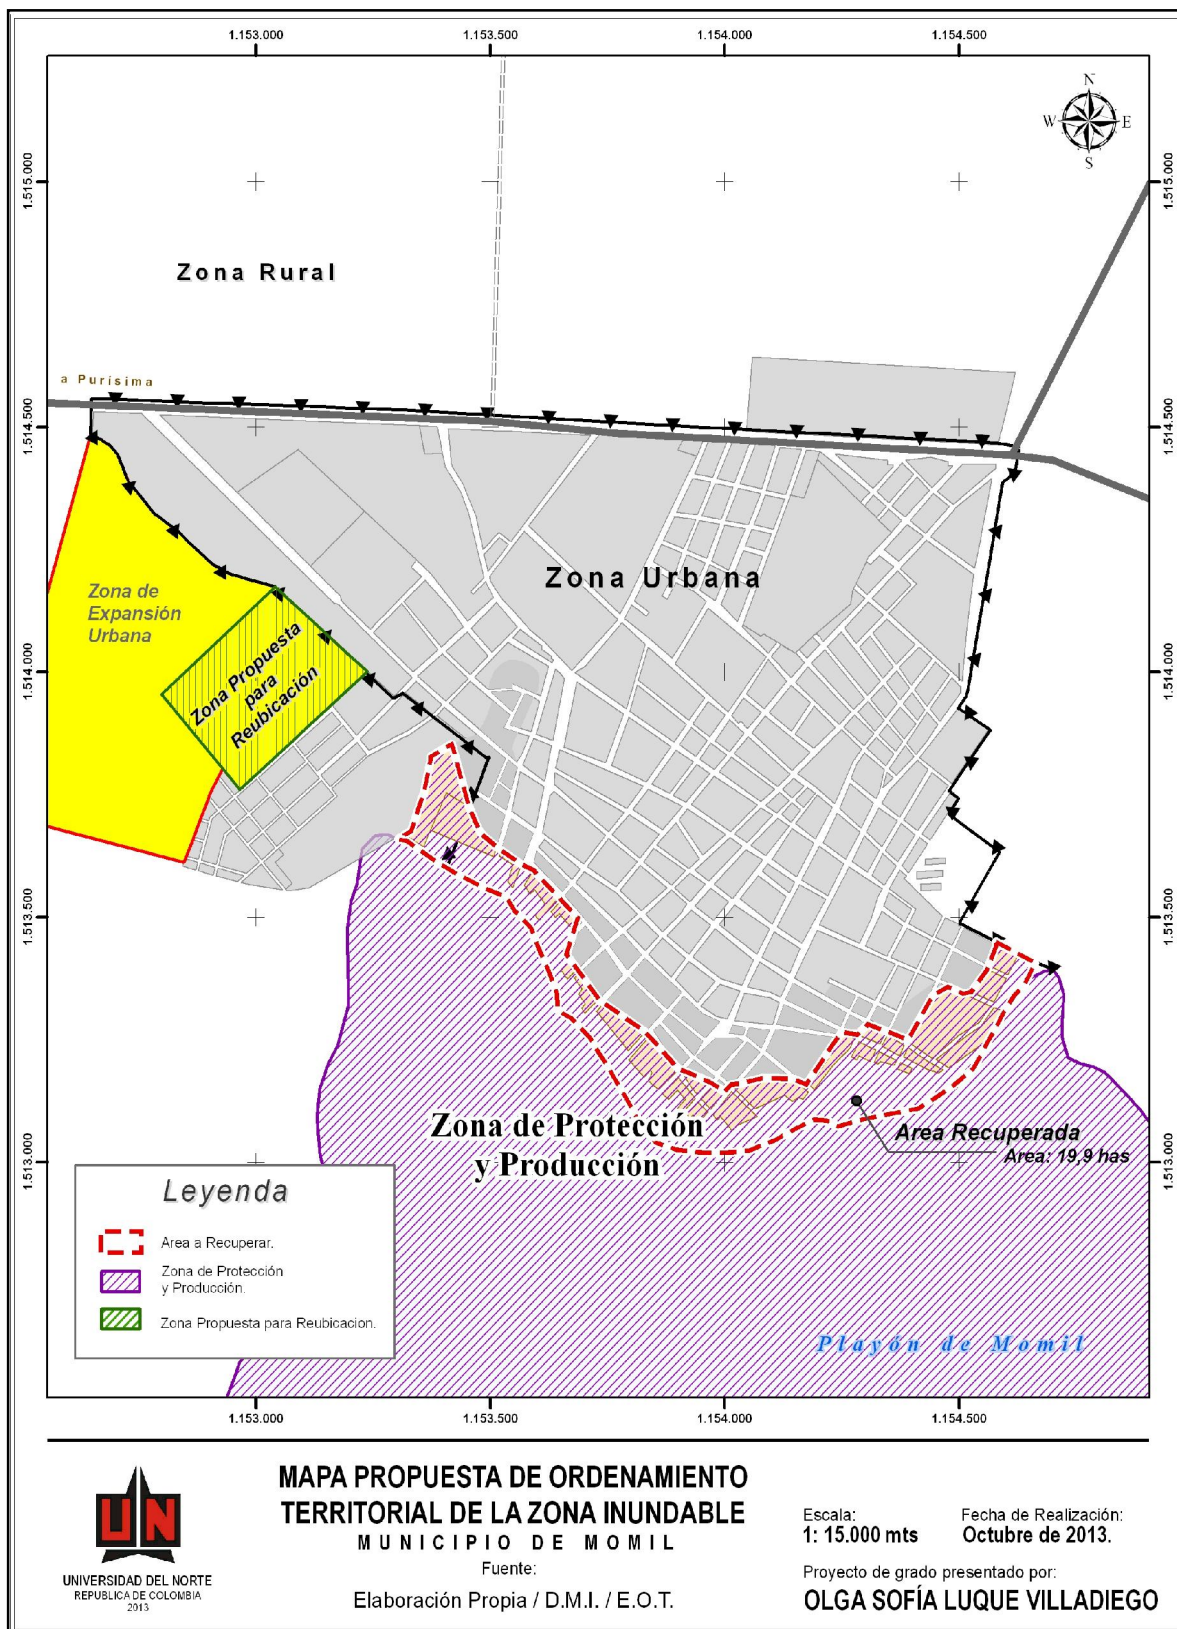 1.153.000 1.153.500 1.154.000 1.154.500
N
W E
S
1.515.000 1.515.000
Zona Rural
a Purísima
1.514.500 1.514.500
Zona Urbana
Zona de
Expansión
Urbana
Zona Propuesta
para
Reubicación
1.514.000 1.514.000
1.513.500 1.513.500
Zona de Protección
y Producción
Area Recuperada
Area: 19,9 has
1.513.000 1.513.000
Leyenda
Area a Recuperar.
Zona de Protección
y Producción.
Zona Propuesta para Reubicacion.
Playón de Momil
1.153.000 1.153.500 1.154.000 1.154.500
UN
UNIVERSIDAD DEL NORTE
REPUBLICA DE COLOMBIA
2013
MAPA PROPUESTA DE ORDENAMIENTO
TERRITORIAL DE LA ZONA INUNDABLE
MUNICIPIO DE MOMIL
Fuente:
Elaboración Propia / D.M.I. / E.O.T.
Escala: Fecha de Realización:
1: 15.000 mts Octubre de 2013.
Proyecto de grado presentado por:
OLGA SOFÍA LUQUE VILLADIEGO